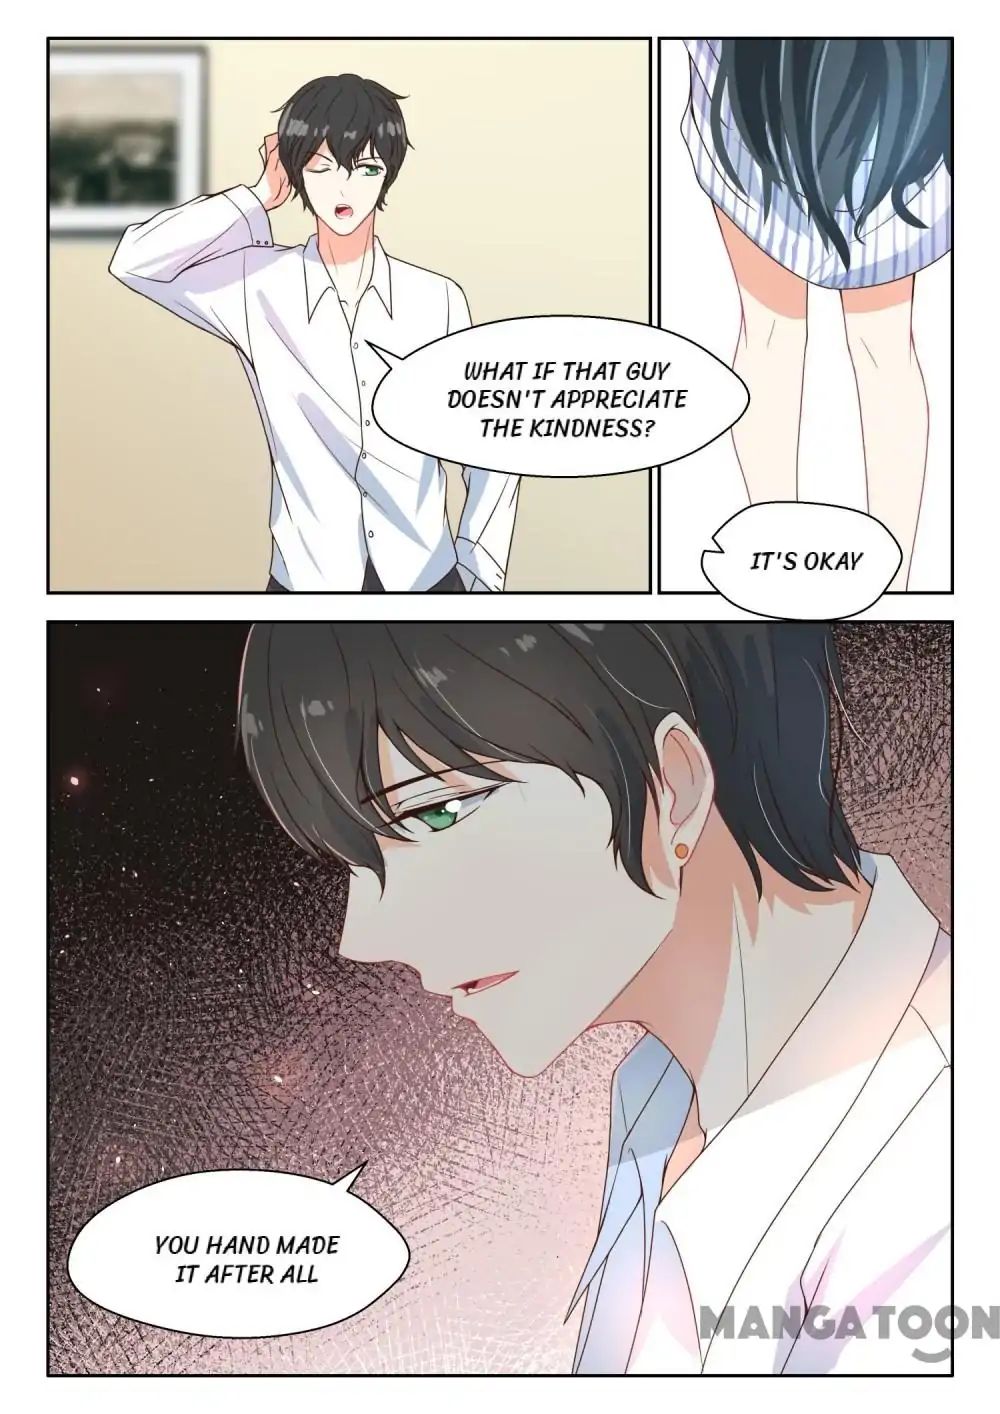 WHAT IF THAT GUY
DOESN'T APPRECIATE
THE KINDNESS?
IT'S OKAY
YOU HAND MADE
IT AFTER ALL
MANGATOON